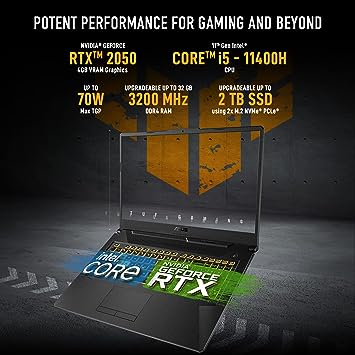 POTENT PERFORMANCE FOR GAMING AND BEYOND
NVIDIA® GEFORCE
RTX™ 2050
4GB VRAM Graphics
11th Gen Intel®
CORE™ i5 - 11400H
CPU
UP TO
70W
Max TGP
UPGRADEABLE UP TO 32 GB
3200 MHz
DDR4 RAM
UPGRADEABLE UP TO
2 TB SSD
using 2x M.2 NVMe® PCIe®
intel
CORE
NVIDIA
GEFORCE
RTX